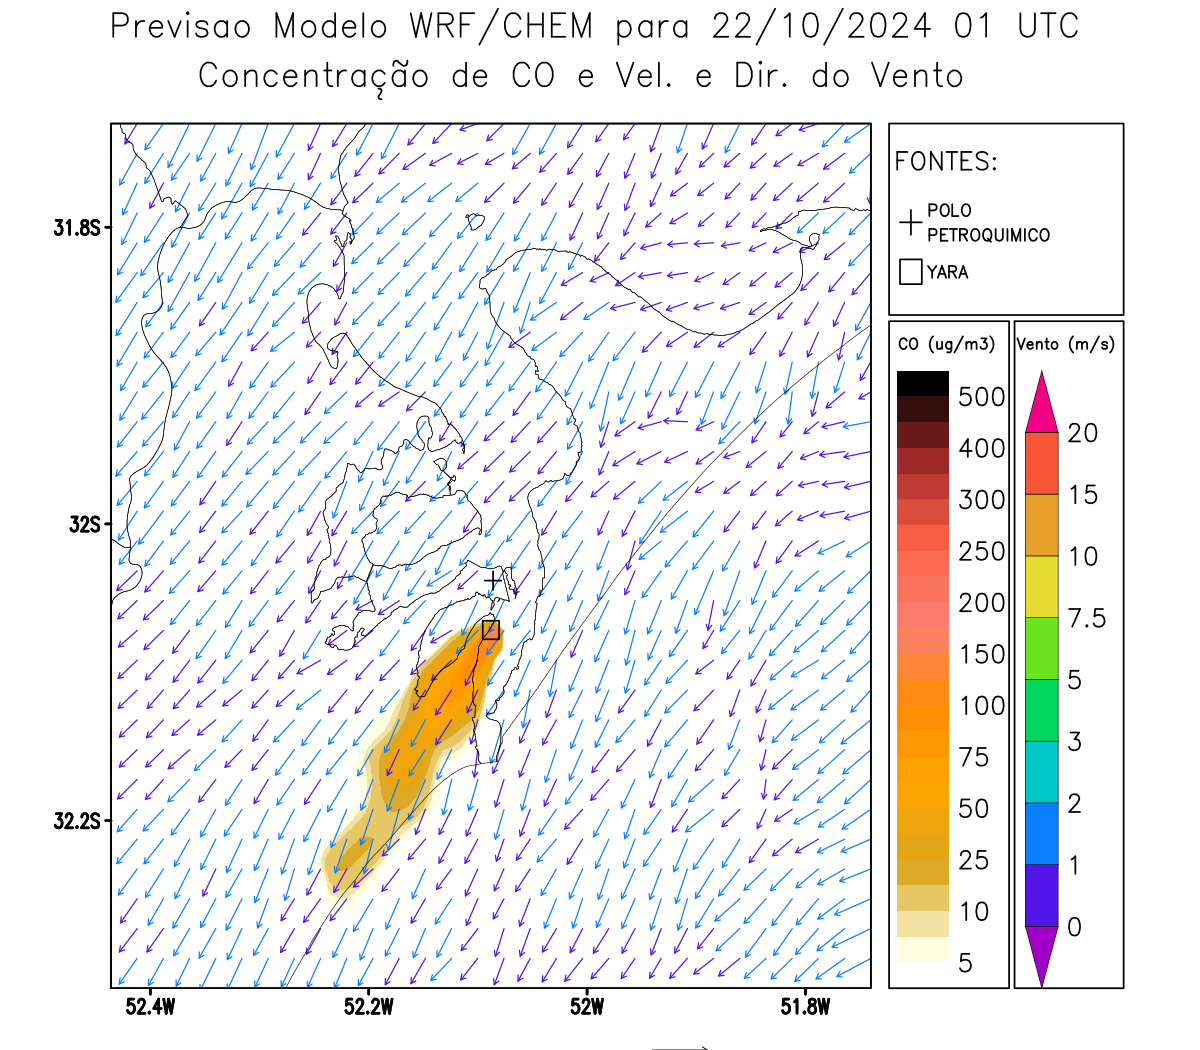 Previsao Modelo WRF/CHEM para 22/10/2024 01 UTC
Concentração de CO e Vel. e Dir. do Vento
FONTES:
POLO
PETROQUIMICO
YARA
CO (ug/m3)
500
400
300
250
200
150
100
75
50
25
10
5
Vento (m/s)
20
15
10
7.5
5
3
2
1
0
31.8S
32S
32.2S
52.4W
52.2W
52W
51.8W